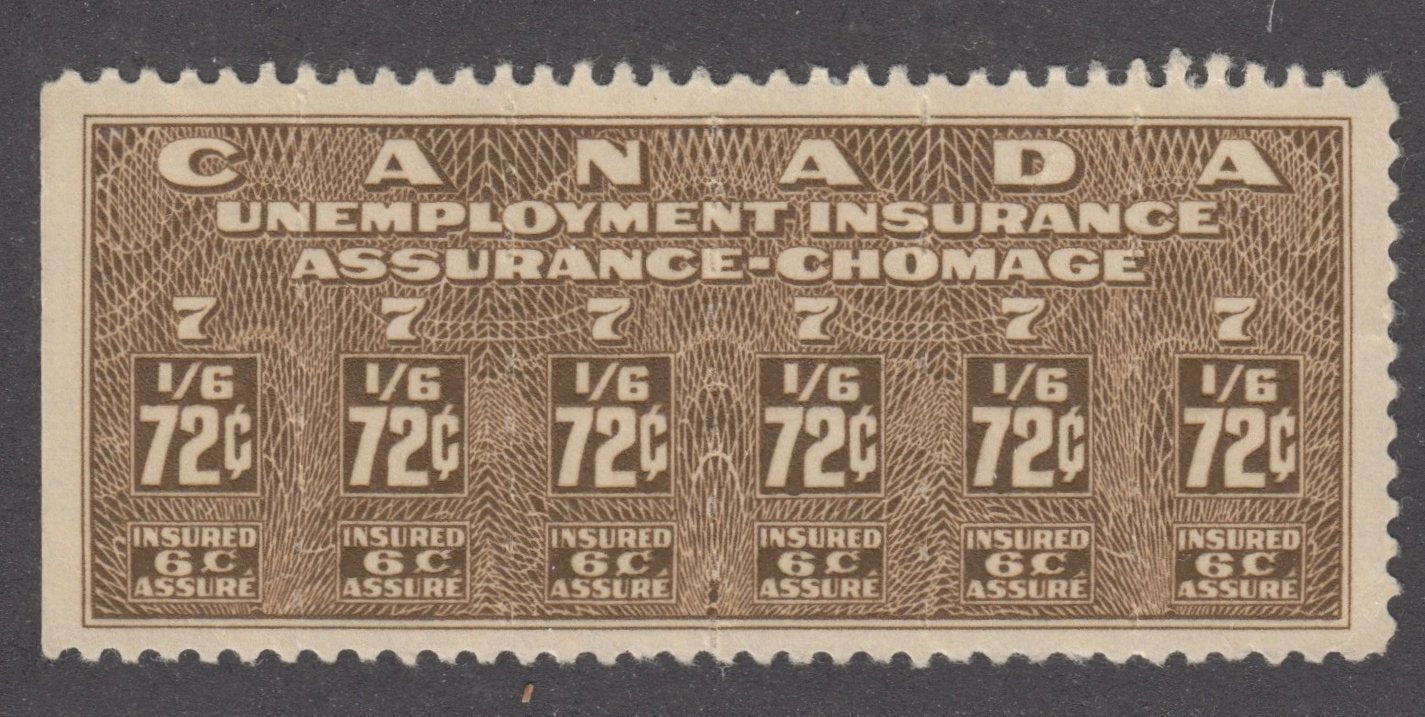 CANADA
UNEMPLOYMENT INSURANCE
ASSURANCE-CHOMAGE
7 7 7 7 7 7
1/6 1/6 1/6 1/6 1/6 1/6
72¢ 72¢ 72¢ 72¢ 72¢ 72¢
INSURED INSURED INSURED INSURED INSURED INSURED
6¢ 6¢ 6¢ 6¢ 6¢ 6¢
ASSURÉ ASSURÉ ASSURÉ ASSURÉ ASSURÉ ASSURÉ